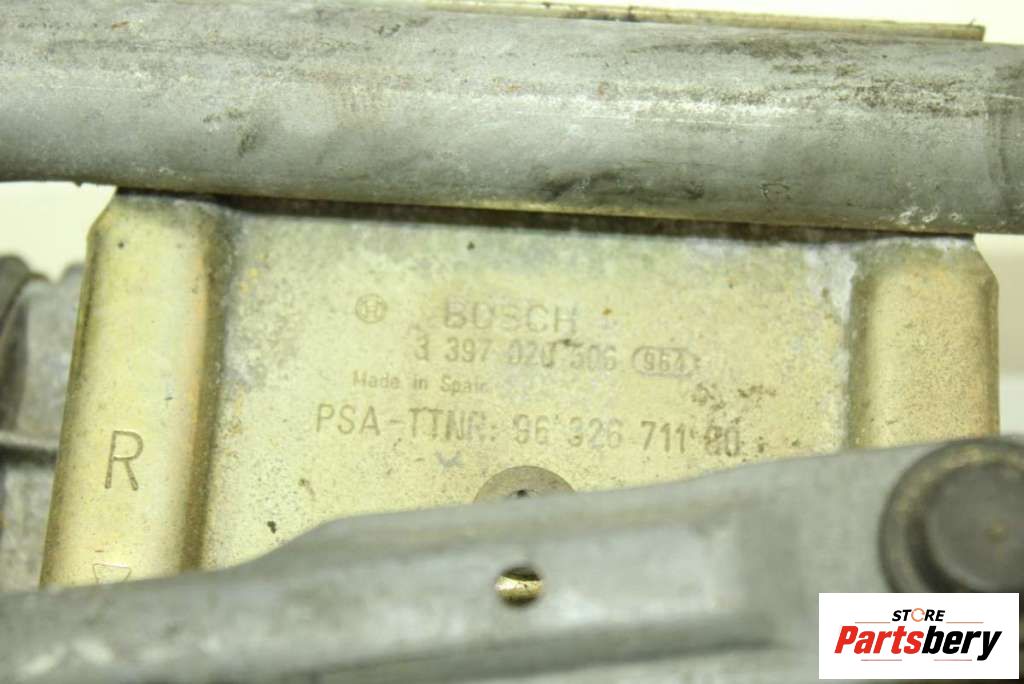 BOSCH
3 397 020 506 964
Made in Spain
PSA-TTNR: 96 326 711 80
R
STORE
Partsbery